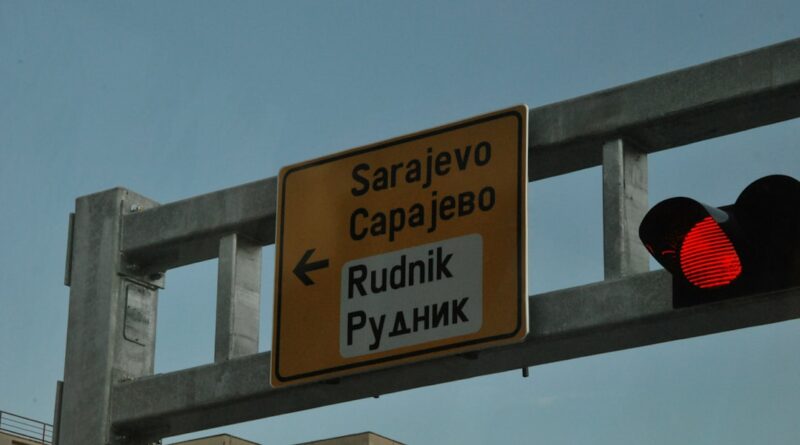 Sarajevo
Сарајево
Rudnik
Рудник